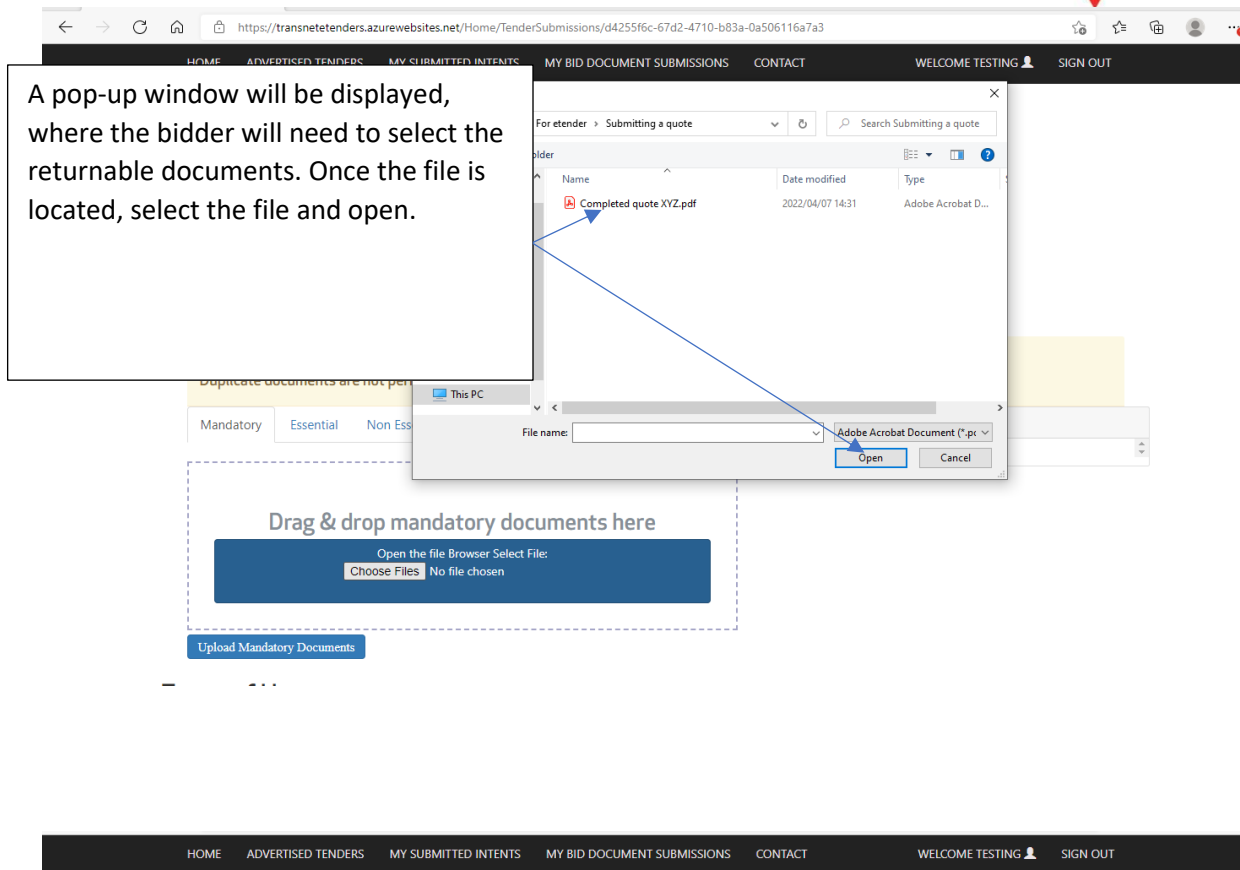 https://transnetetenders.azurewebsites.net/Home/TenderSubmissions/d4255f6c-67d2-4710-b83a-0a506116a7a3
HOME ADVERTISED TENDERS MY SUBMITTED INTENTS MY BID DOCUMENT SUBMISSIONS CONTACT WELCOME TESTING SIGN OUT
A pop-up window will be displayed,
where the bidder will need to select the
returnable documents. Once the file is
located, select the file and open.
For etender › Submitting a quote Search Submitting a quote
Name Date modified Type
Completed quote XYZ.pdf 2022/04/07 14:31 Adobe Acrobat D...
Duplicate documents are not
This PC
Mandatory Essential Non
File name: Adobe Acrobat Document (*.
Open Cancel
Drag & drop mandatory documents here
Open the file Browser Select File:
Choose Files No file chosen
Upload Mandatory Documents
HOME ADVERTISED TENDERS MY SUBMITTED INTENTS MY BID DOCUMENT SUBMISSIONS CONTACT WELCOME TESTING SIGN OUT